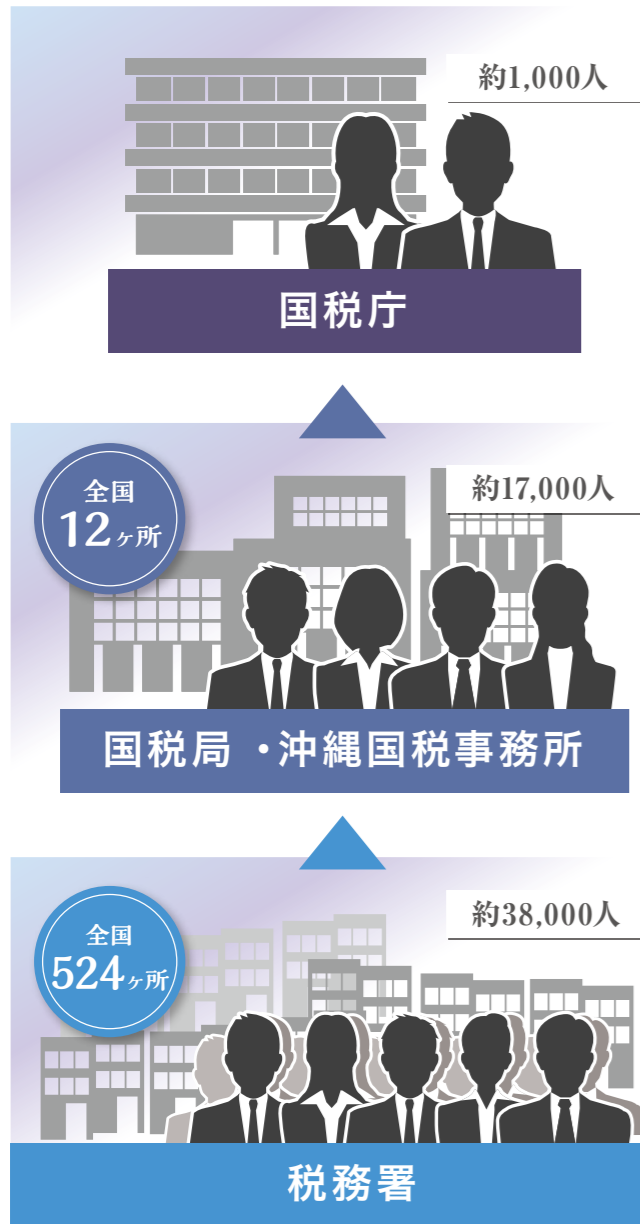 約1,000人
国税庁
全国
12ヶ所
約17,000人
国税局・沖縄国税事務所
全国
524ヶ所
約38,000人
税務署